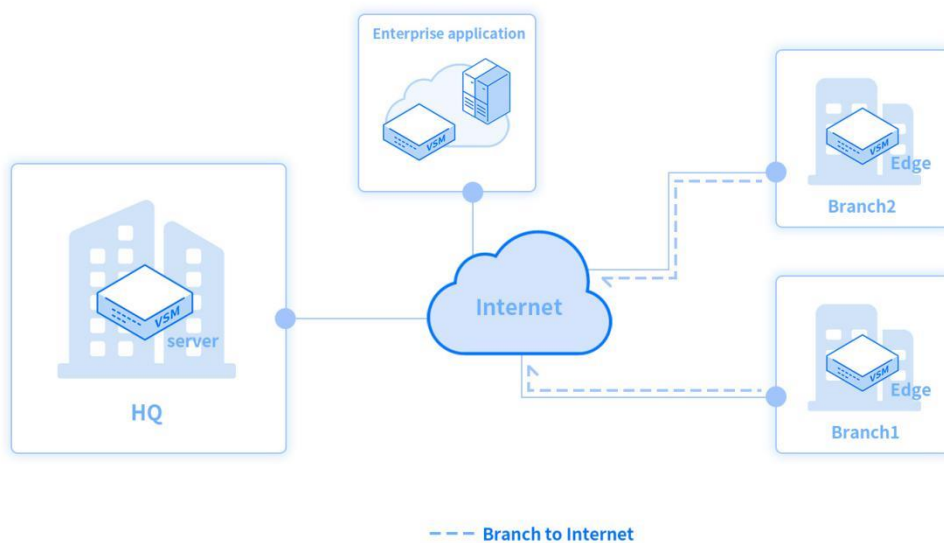 Enterprise application
VSM
VSM
Edge
Branch2
Internet
VSM
server
HQ
VSM
Edge
Branch1
Branch to Internet